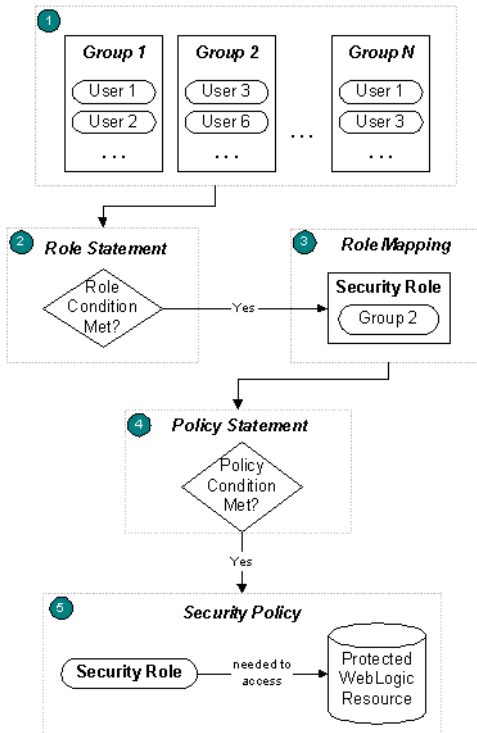 1
Group 1
User 1
User 2
...
Group 2
User 3
User 6
...
...
Group N
User 1
User 3
...
2
Role Statement
Role
Condition
Met?
Yes
3
Role Mapping
Security Role
Group 2
4
Policy Statement
Policy
Condition
Met?
Yes
5
Security Policy
Security Role
needed to
access
Protected
WebLogic
Resource